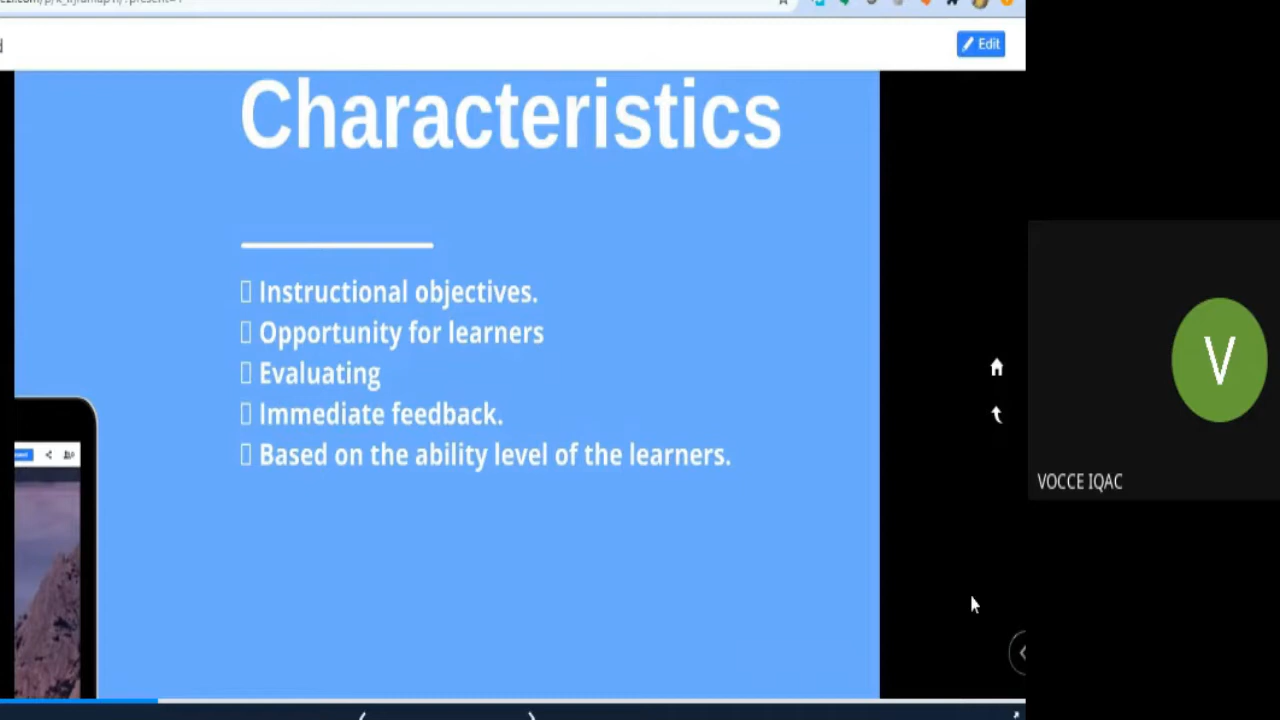 Edit
Characteristics
Instructional objectives.
Opportunity for learners
Evaluating
Immediate feedback.
Based on the ability level of the learners.
V
VOCCE IQAC